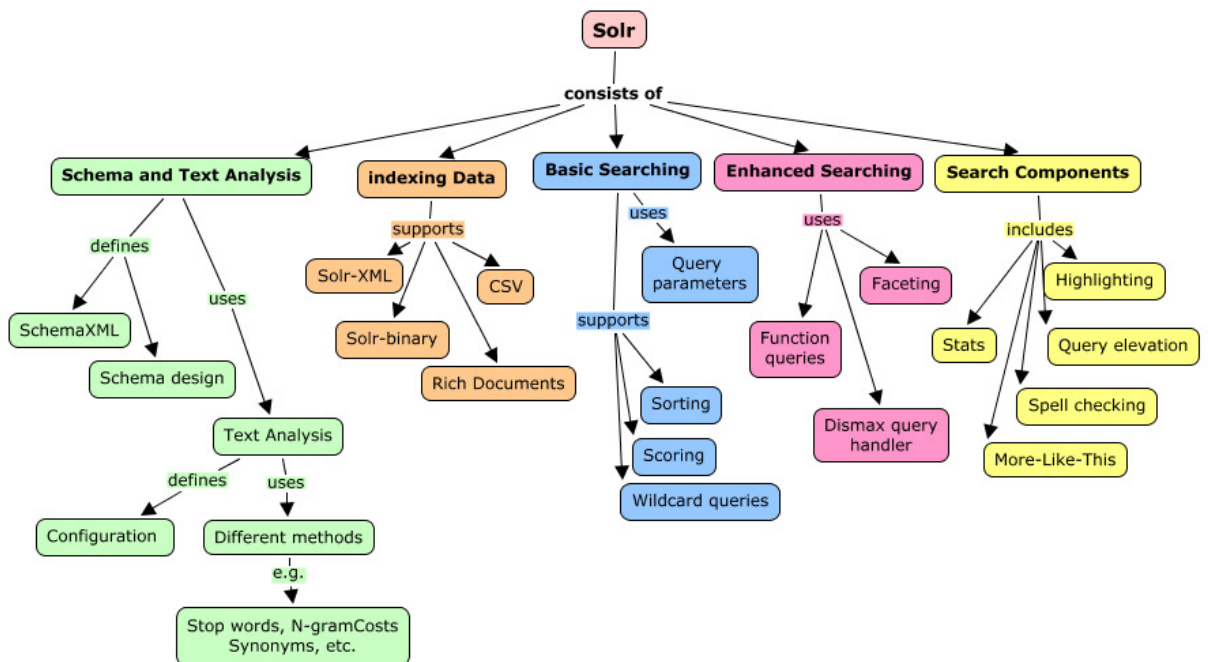 Solr
consists of
Schema and Text Analysis
defines
SchemaXML
Schema design
uses
Text Analysis
defines
Configuration
uses
Different methods
e.g.
Stop words, N-gramCosts
Synonyms, etc.
indexing Data
supports
Solr-XML
Solr-binary
Rich Documents
CSV
Basic Searching
uses
Query
parameters
supports
Sorting
Scoring
Wildcard queries
Enhanced Searching
uses
Function
queries
Dismax query
handler
Faceting
Search Components
includes
Stats
More-Like-This
Spell checking
Query elevation
Highlighting